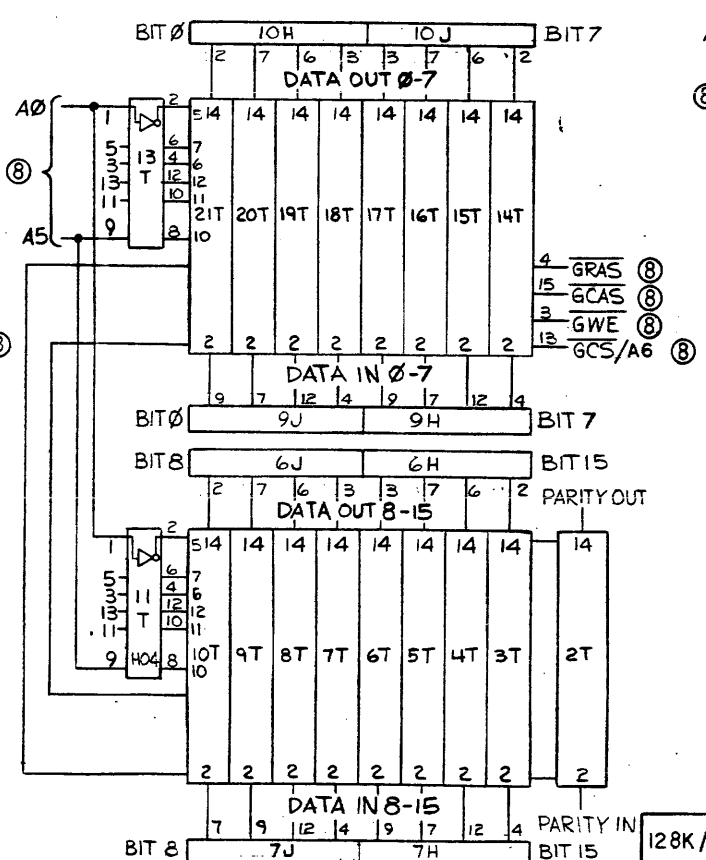 BIT Ø 10H 10J BIT 7
2 7 6 3 3 7 6 2
DATA OUT Ø-7
AØ 1 2 5 14 14 14 14 14 14 14 14
5 6 7
3 13 4 6
⑧ 13 T 12 12
11 10 11
21T 20T 19T 18T 17T 16T 15T 14T
A5 9 8 10
4 GRAS ⑧
15 GCAS ⑧
3 GWE ⑧
13 GCS/A6 ⑧
2 2 2 2 2 2 2 2
DATA IN Ø-7
9 7 12 4 9 7 12 4
BITØ 9J 9H BIT 7
BIT 8 6J 6H BIT 15
2 7 6 3 3 7 6 2 PARITY OUT
DATA OUT 8-15
1 2 5 14 14 14 14 14 14 14 14 14
5 6 7
3 11 4 6
13 T 12 12
11 10 11
10T 9T 8T 7T 6T 5T 4T 3T 2T
9 H04 8 10
2 2 2 2 2 2 2 2 2
DATA IN 8-15
7 9 12 4 9 7 12 4 PARITY IN
BIT 8 7J 7H BIT 15
128K/